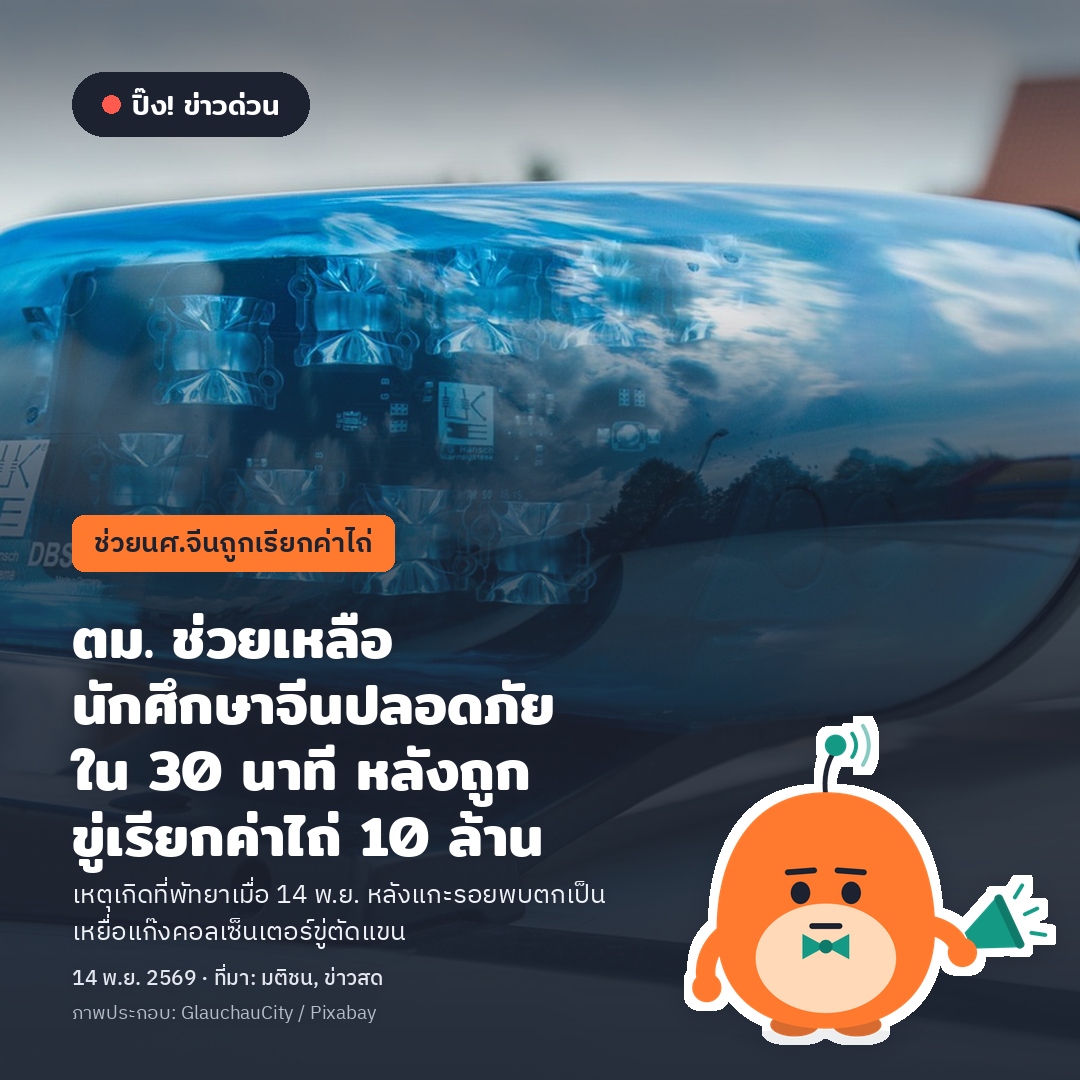 ปิ๊ง! ข่าวด่วน
DBS
ช่วยนศ.จีนถูกเรียกค่าไถ่
ตม. ช่วยเหลือ
นักศึกษาจีนปลอดภัย
ใน 30 นาที หลังถูก
ขู่เรียกค่าไถ่ 10 ล้าน
เหตุเกิดที่พัทยาเมื่อ 14 พ.ย. หลังแกะรอยพบตกเป็น
เหยื่อแก๊งคอลเซ็นเตอร์ขู่ตัดแขน
14 พ.ย. 2569 · ที่มา: มติชน, ข่าวสด
ภาพประกอบ: GlauchauCity / Pixabay